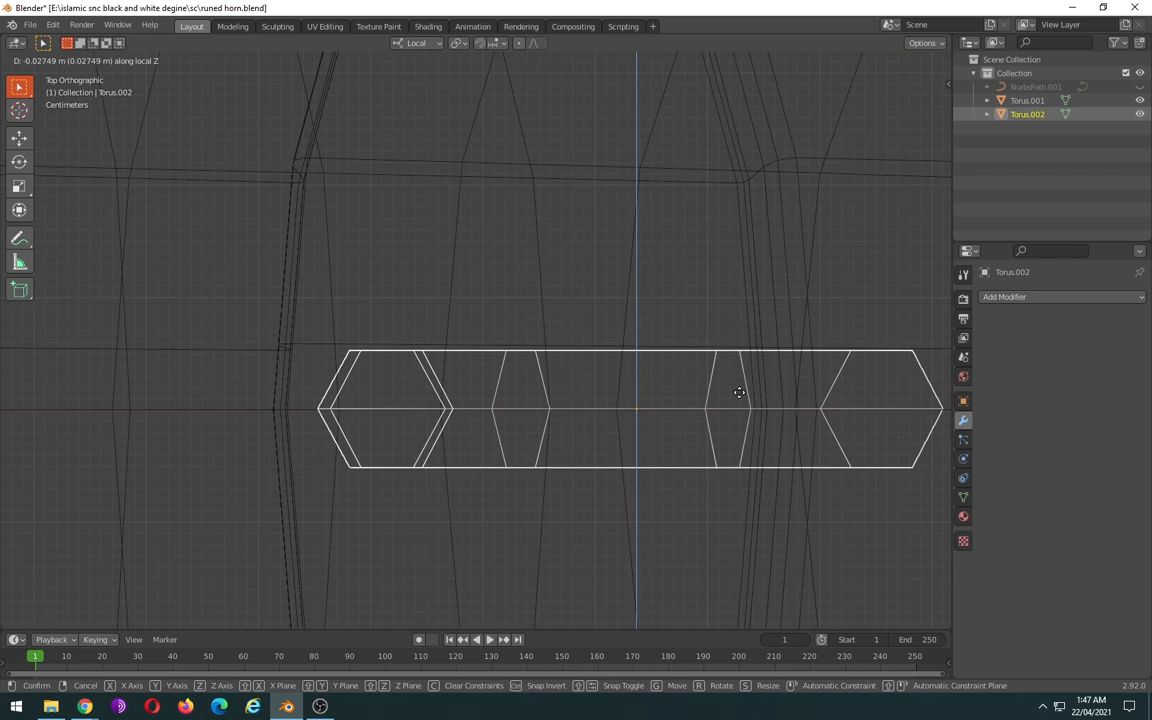 Blender* [E:\islamic snc black and white degine\sc\runed horn.blend]
File Edit Render Window Help Layout Modeling Sculpting UV Editing Texture Paint Shading Animation Rendering Compositing Scripting + Scene View Layer
Local Options
D: -0.02749 m (0.02749 m) along local Z
Top Orthographic
(1) Collection | Torus.002
Centimeters
Scene Collection
Collection
NurbsPath.001
Torus.001
Torus.002
Torus.002
Add Modifier
Playback Keying View Marker 1 Start 1 End 250
1 10 20 30 40 50 60 70 80 90 100 110 120 130 140 150 160 170 180 190 200 210 220 230 240 250
Confirm Cancel X X Axis Y Y Axis Z Z Axis X X Plane Y Y Plane Z Z Plane C Clear Constraints Snap Invert Snap Toggle G Move R Rotate S Resize Automatic Constraint Automatic Constraint Plane 2.92.0
1:47 AM
22/04/2021